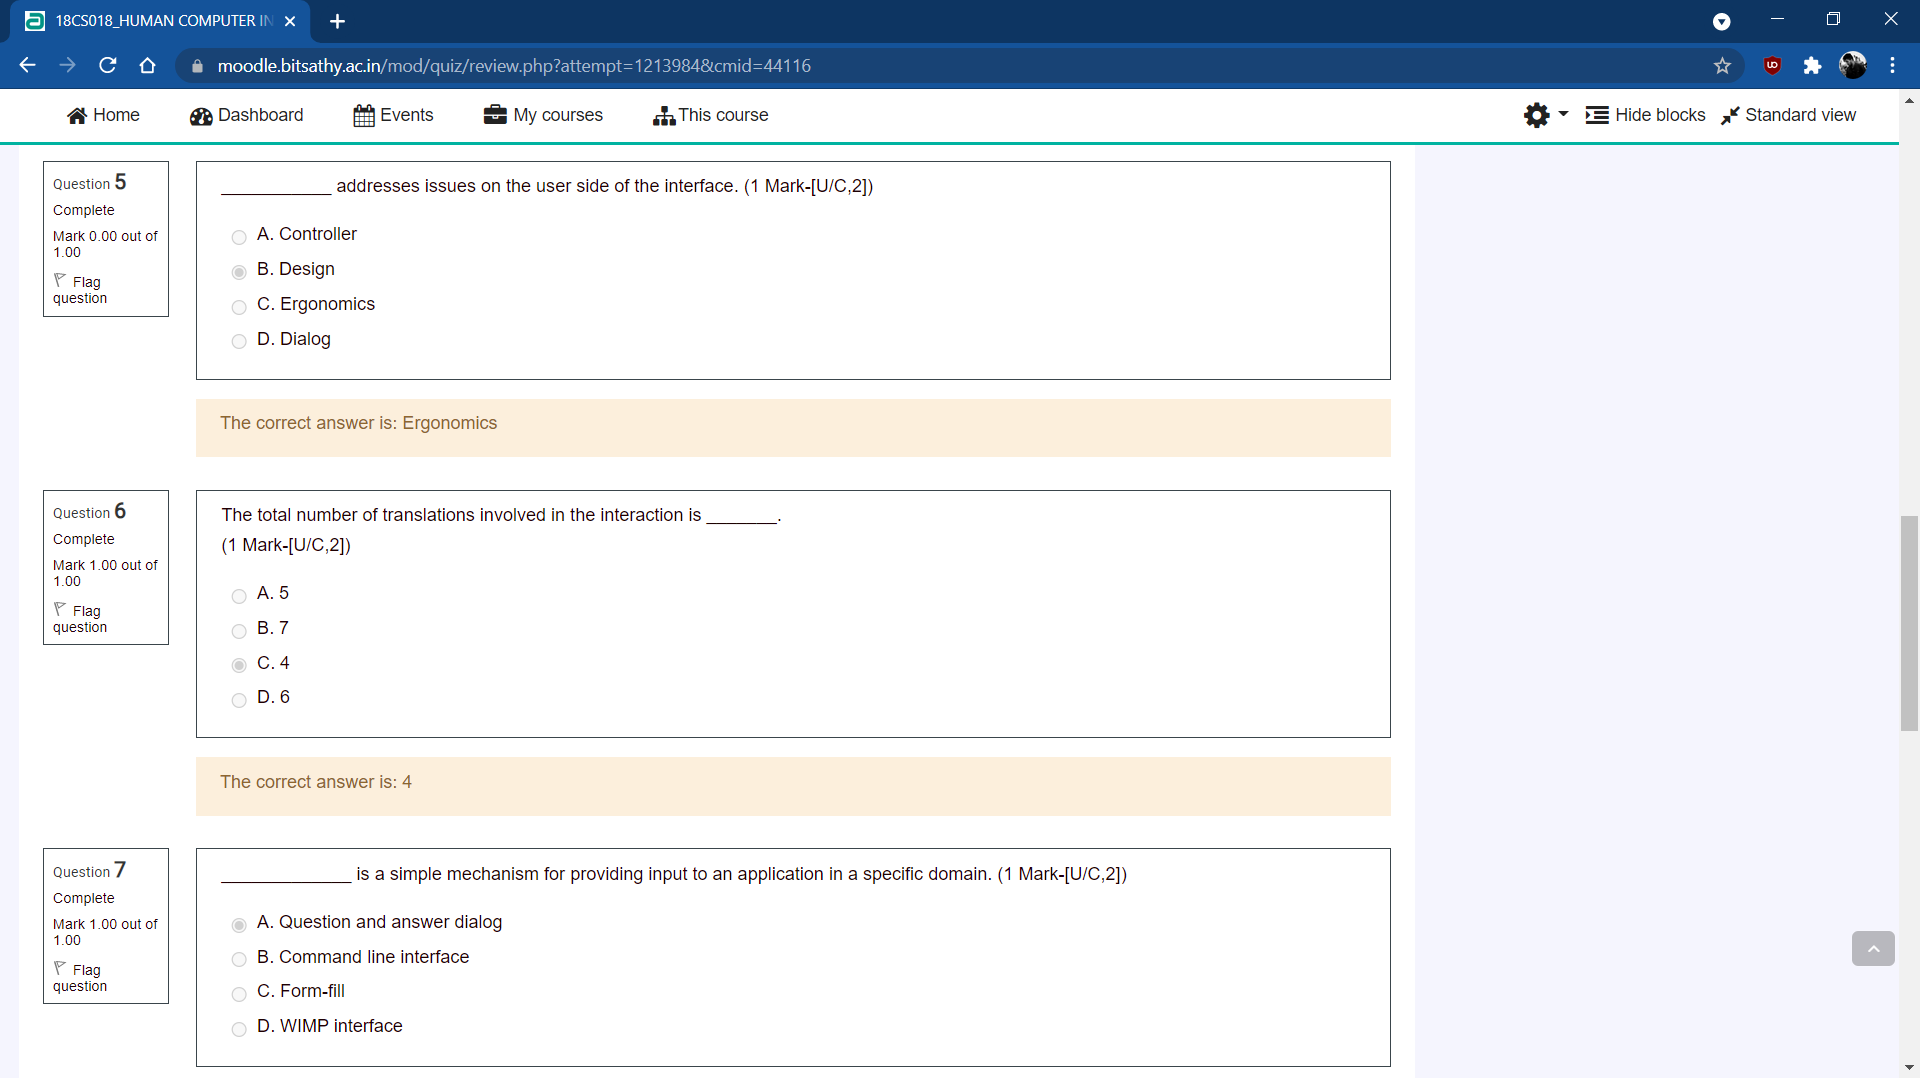 18CS018_HUMAN COMPUTER IN
moodle.bitsathy.ac.in/mod/quiz/review.php?attempt=1213984&cmid=44116
Home Dashboard Events My courses This course Hide blocks Standard view
Question 5
Complete
Mark 0.00 out of
1.00
Flag
question
___________ addresses issues on the user side of the interface. (1 Mark-[U/C,2])
A. Controller
B. Design
C. Ergonomics
D. Dialog
The correct answer is: Ergonomics
Question 6
Complete
Mark 1.00 out of
1.00
Flag
question
The total number of translations involved in the interaction is _______.
(1 Mark-[U/C,2])
A. 5
B. 7
C. 4
D. 6
The correct answer is: 4
Question 7
Complete
Mark 1.00 out of
1.00
Flag
question
_____________ is a simple mechanism for providing input to an application in a specific domain. (1 Mark-[U/C,2])
A. Question and answer dialog
B. Command line interface
C. Form-fill
D. WIMP interface